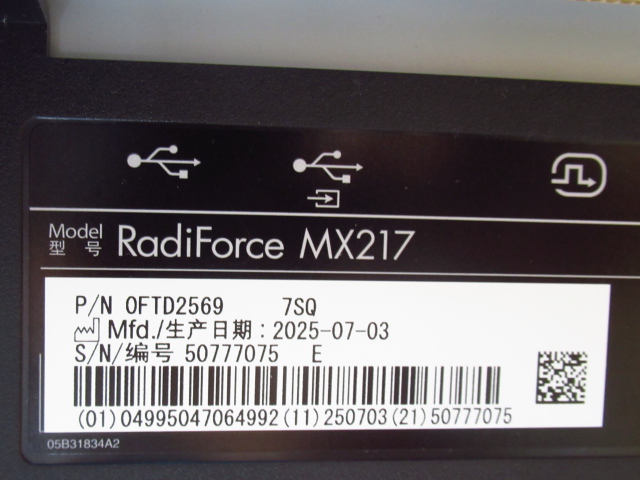 Model
型 号 RadiForce MX217
P/N 0FTD2569 7SQ
Mfd./生产日期 : 2025-07-03
S/N/编号 50777075 E
(01)04995047064992(11)250703(21)50777075
05B31834A2